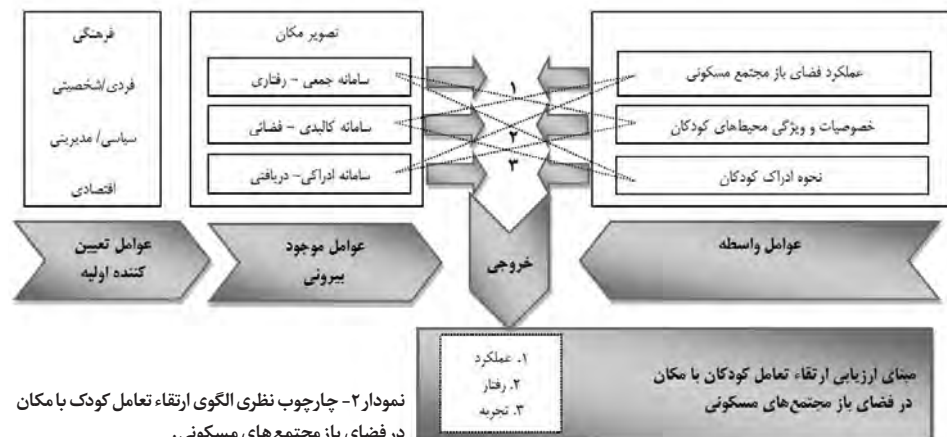 فرهنگی
فردی/شخصیتی
سیاسی/ مدیریتی
اقتصادی
تصویر مکان
سامانه جمعی - رفتاری
سامانه کالبدی - فضائی
سامانه ادراکی- دریافتی
۱
۲
۳
عملکرد فضای باز مجتمع مسکونی
خصوصیات و ویژگی محیط‌های کودکان
نحوه ادراک کودکان
عوامل تعیین
کننده اولیه
عوامل موجود
بیرونی
خروجی
عوامل واسطه
۱. عملکرد
۲. رفتار
۳. تجربه
مبنای ارزیابی ارتقاء تعامل کودکان با مکان
در فضای باز مجتمع‌های مسکونی
نمودار ۲- چارچوب نظری الگوی ارتقاء تعامل کودک با مکان
در فضای باز مجتمع های مسکونی.